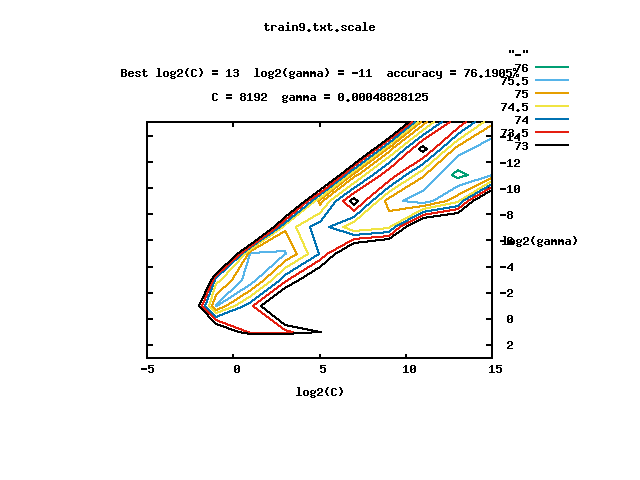 train9.txt.scale
"-"
Best log2(C) = 13 log2(gamma) = -11 accuracy = 76.1905%
C = 8192 gamma = 0.00048828125
76
75.5
75
74.5
74
73.5
73
-14
-12
-10
-8
-6
log2(gamma)
-4
-2
0
2
-5 0 5 10 15
log2(C)